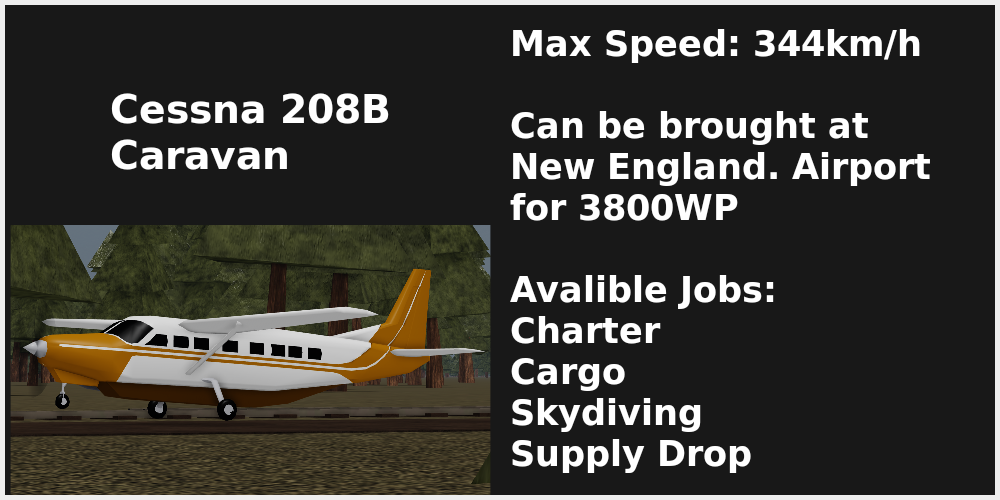 Cessna 208B
Caravan
Max Speed: 344km/h
Can be brought at
New England. Airport
for 3800WP
Avalible Jobs:
Charter
Cargo
Skydiving
Supply Drop